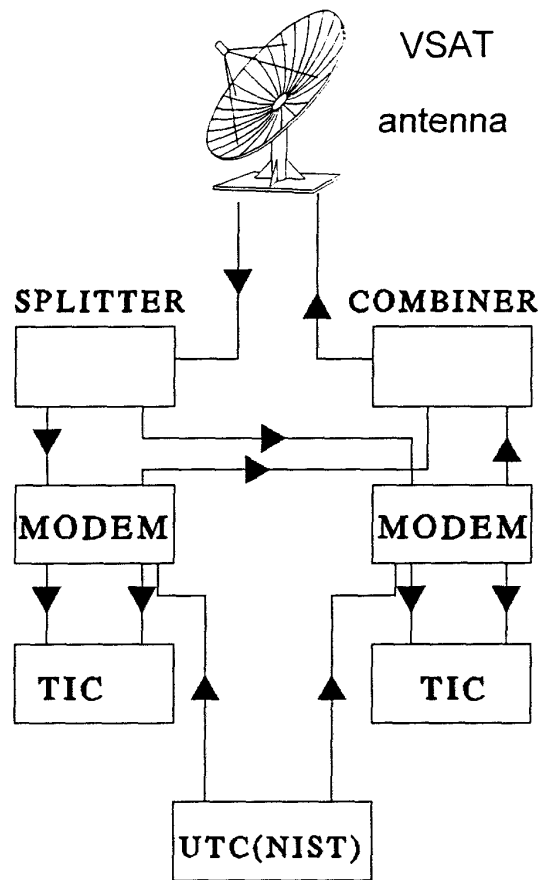 VSAT
antenna
SPLITTER
COMBINER
MODEM
MODEM
TIC
TIC
UTC(NIST)